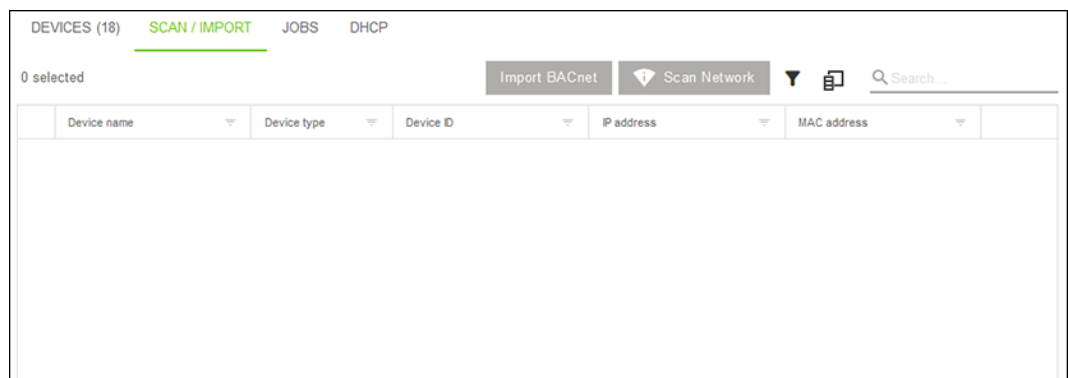 DEVICES (18) SCAN / IMPORT JOBS DHCP
0 selected Import BACnet Scan Network Search...
Device name Device type Device ID IP address MAC address